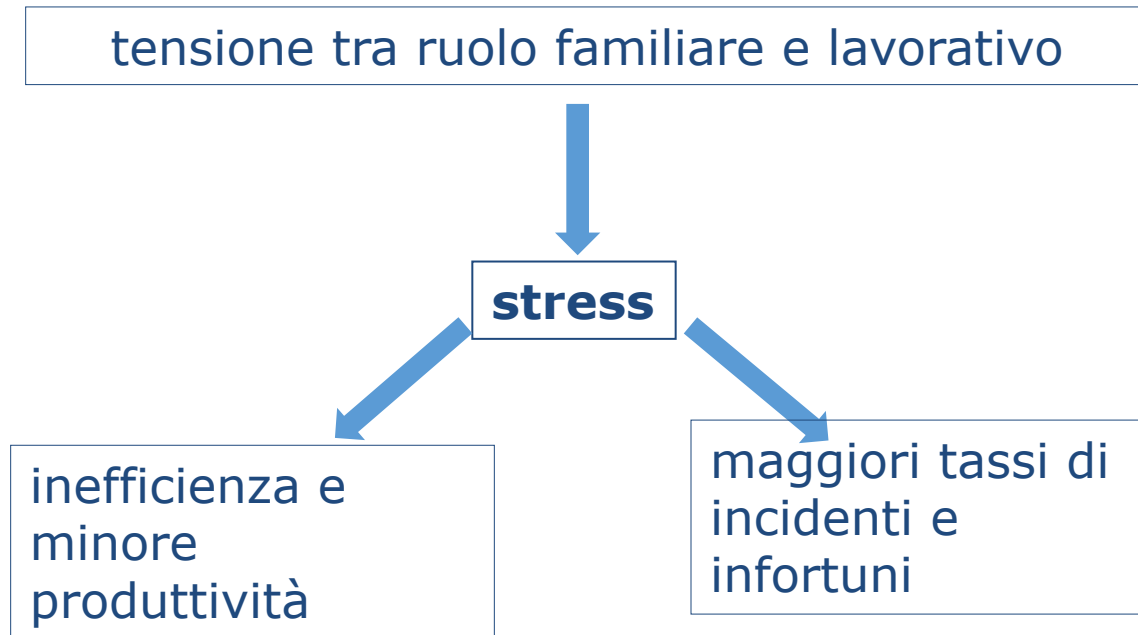 tensione tra ruolo familiare e lavorativo
stress
inefficienza e
minore
produttività
maggiori tassi di
incidenti e
infortuni